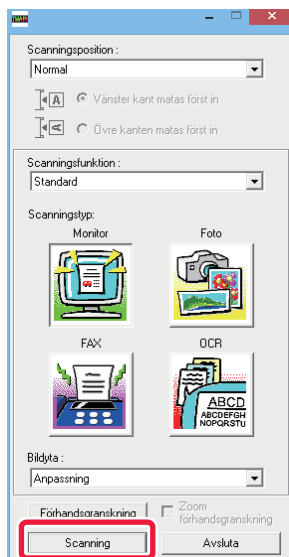 Scanningsposition :
Normal
A Vänster kant matas först in
A Övre kanten matas först in
Scanningsfunktion :
Standard
Scanningstyp:
Monitor Foto
FAX OCR
ABCD
ABCDEFGH
NOPQRSTU
Bildyta :
Anpassning
Förhandsgranskning Zoom
förhandsgranskning
Scanning Avsluta